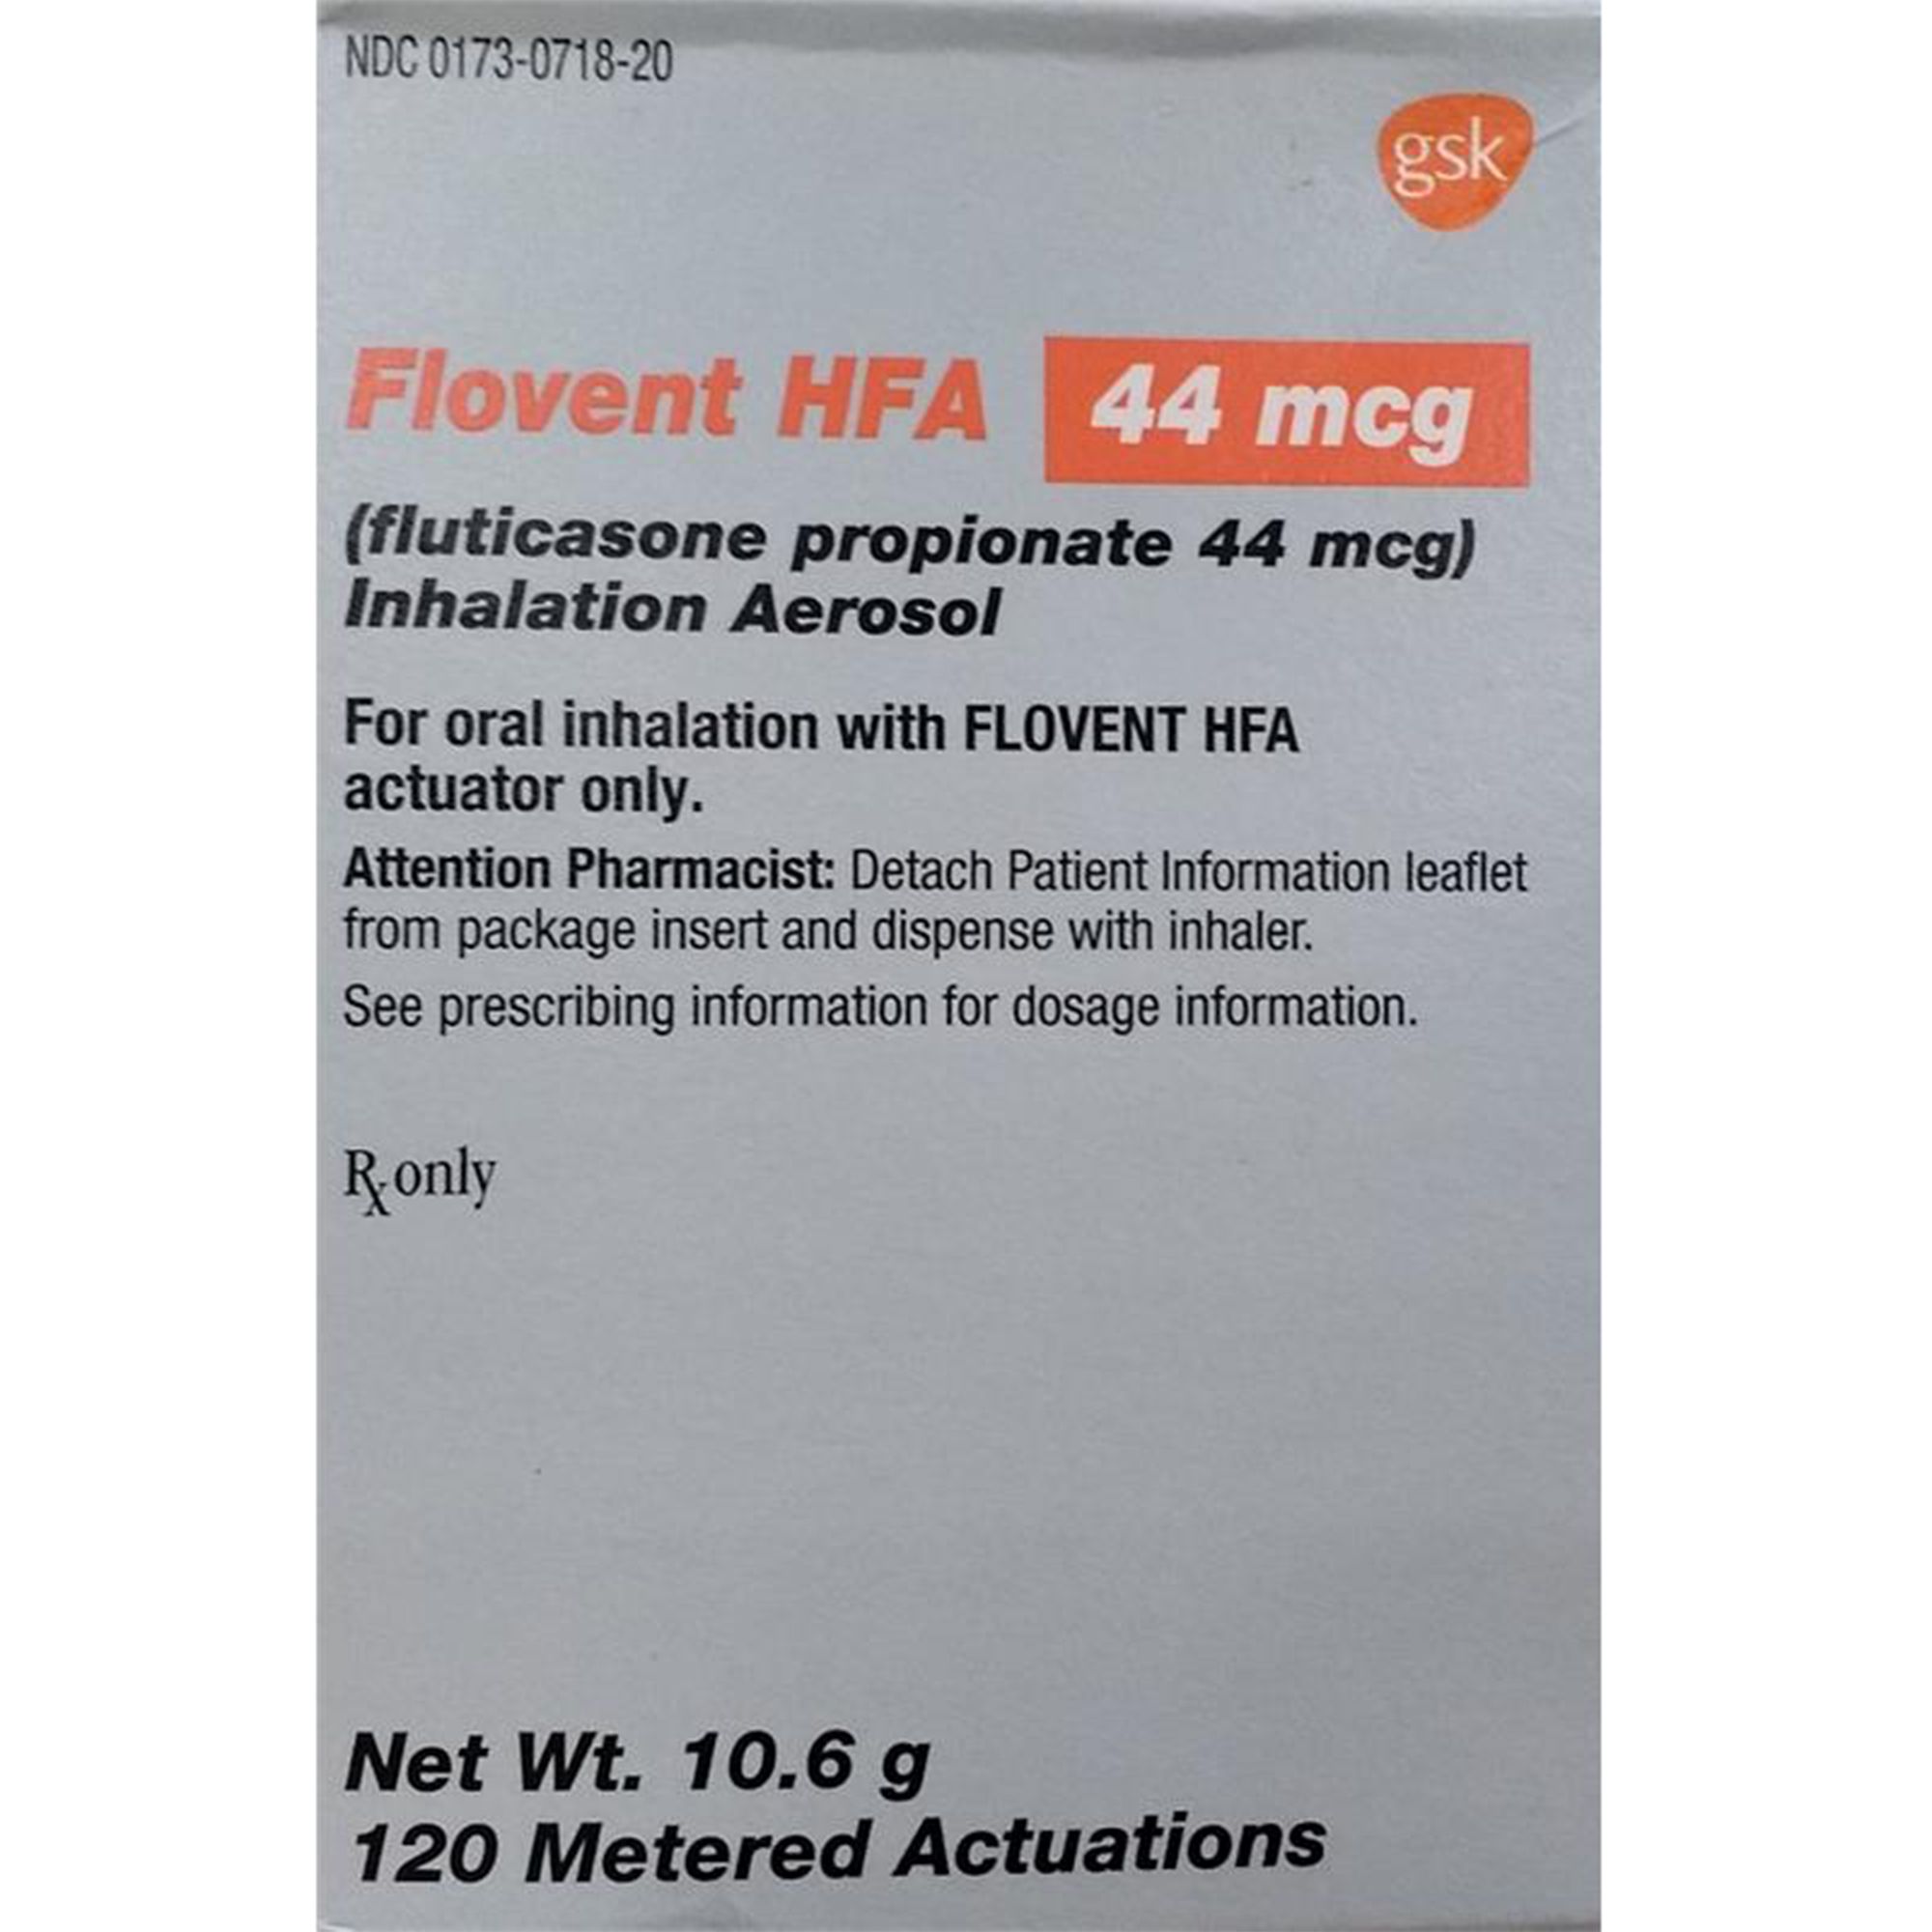 NDC 0173-0718-20
gsk
Flovent HFA 44 mcg
(fluticasone propionate 44 mcg)
Inhalation Aerosol
For oral inhalation with FLOVENT HFA
actuator only.
Attention Pharmacist: Detach Patient Information leaflet
from package insert and dispense with inhaler.
See prescribing information for dosage information.
Rx only
Net Wt. 10.6 g
120 Metered Actuations